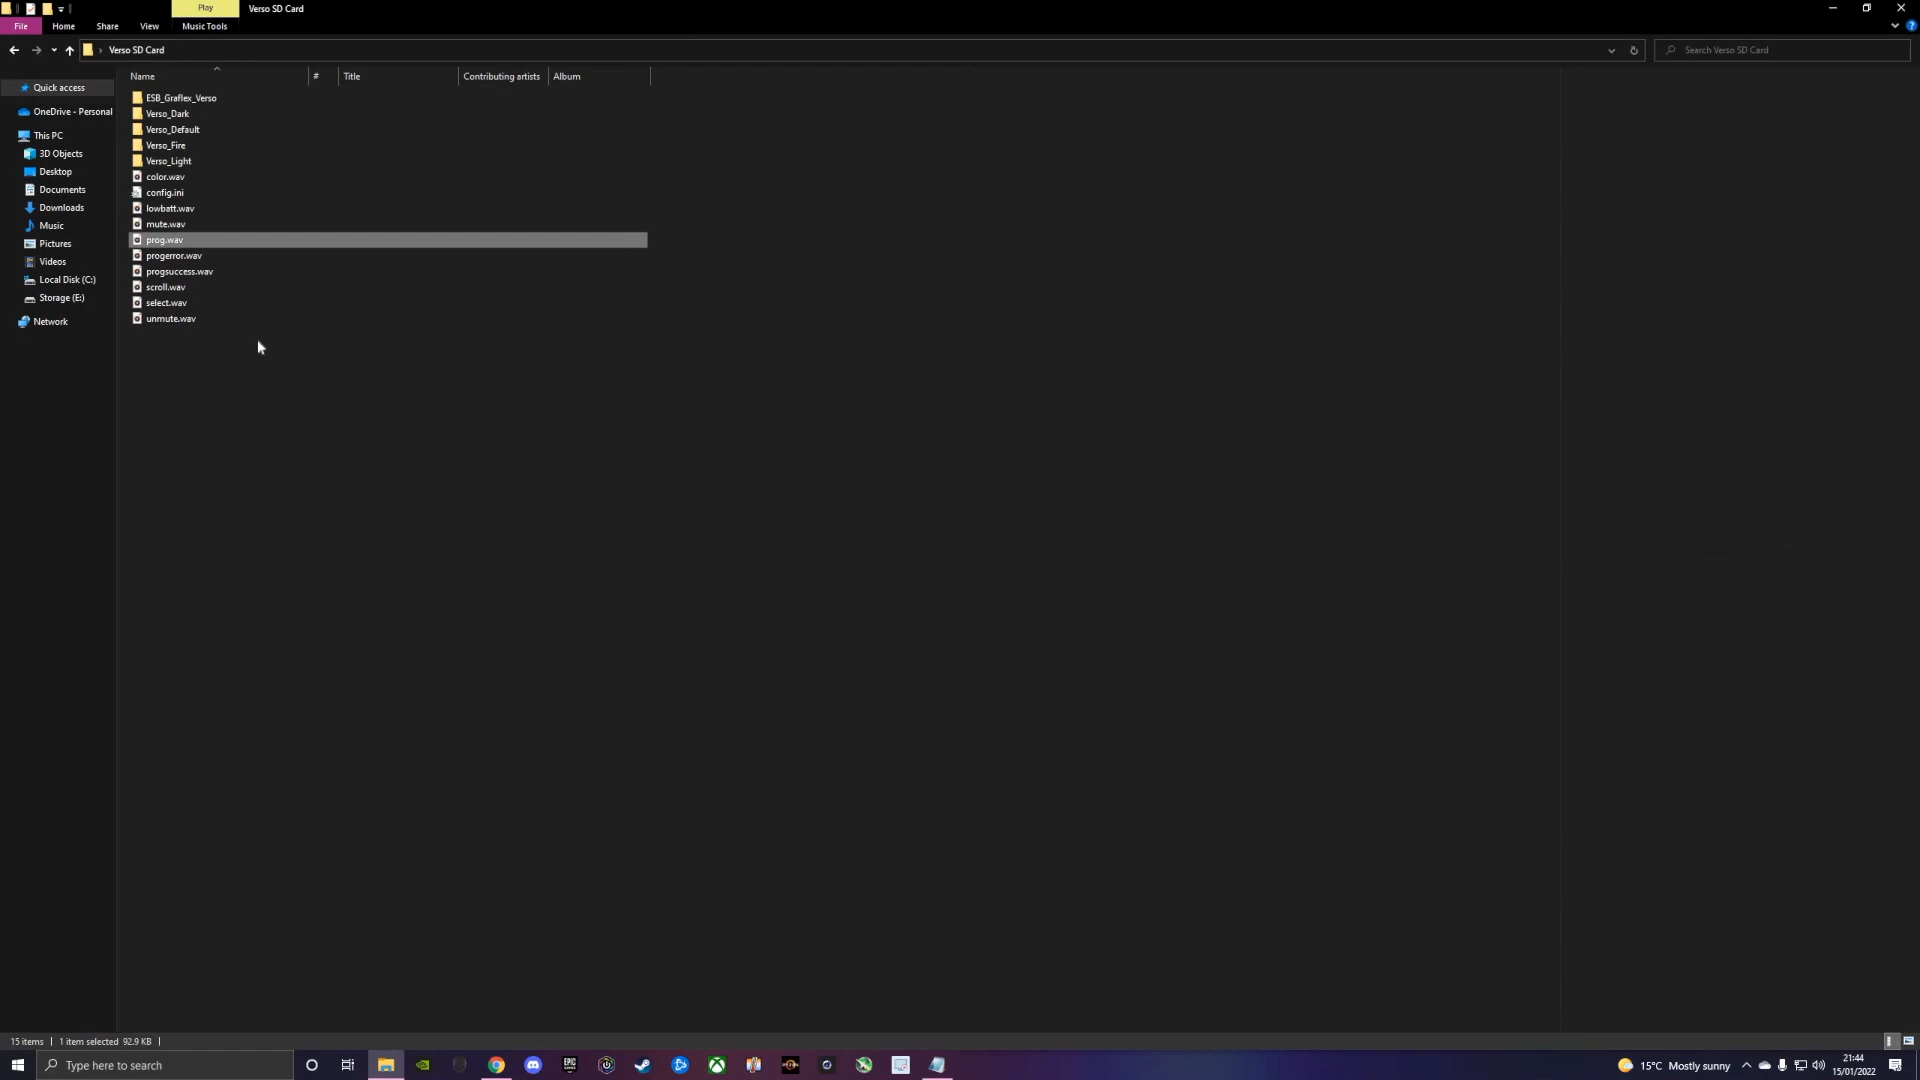 Play
Verso SD Card
File
Home
Share
View
Music Tools
Verso SD Card
Search Verso SD Card
Name
#
Title
Contributing artists
Album
Quick access
OneDrive - Personal
This PC
3D Objects
Desktop
Documents
Downloads
Music
Pictures
Videos
Local Disk (C:)
Storage (E:)
Network
ESB_Graflex_Verso
Verso_Dark
Verso_Default
Verso_Fire
Verso_Light
color.wav
config.ini
lowbatt.wav
mute.wav
prog.wav
progerror.wav
progsuccess.wav
scroll.wav
select.wav
unmute.wav
15 items
1 item selected 92.9 KB
Type here to search
EPIC
15°C Mostly sunny
21:44
15/01/2022